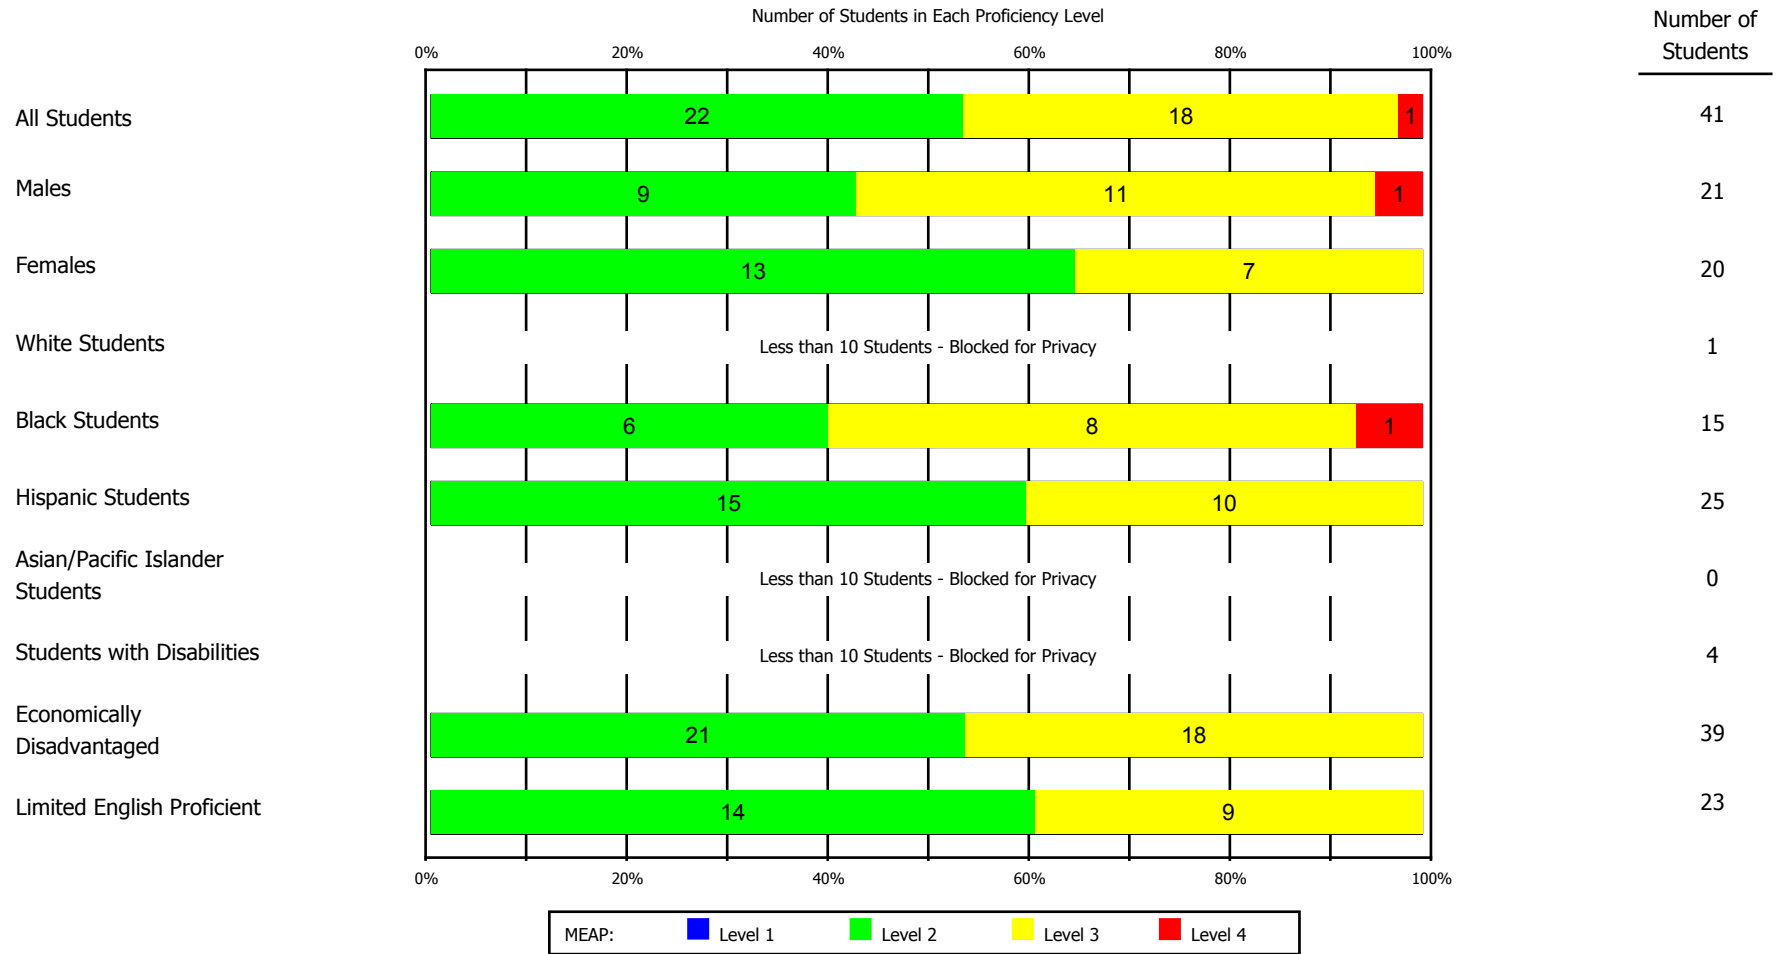 Number of Students in Each Proficiency Level
Number of
Students
0% 20% 40% 60% 80% 100%
All Students 22 18 1 41
Males 9 11 1 21
Females 13 7 20
White Students Less than 10 Students - Blocked for Privacy 1
Black Students 6 8 1 15
Hispanic Students 15 10 25
Asian/Pacific Islander
Students Less than 10 Students - Blocked for Privacy 0
Students with Disabilities Less than 10 Students - Blocked for Privacy 4
Economically
Disadvantaged 21 18 39
Limited English Proficient 14 9 23
0% 20% 40% 60% 80% 100%
MEAP: Level 1 Level 2 Level 3 Level 4